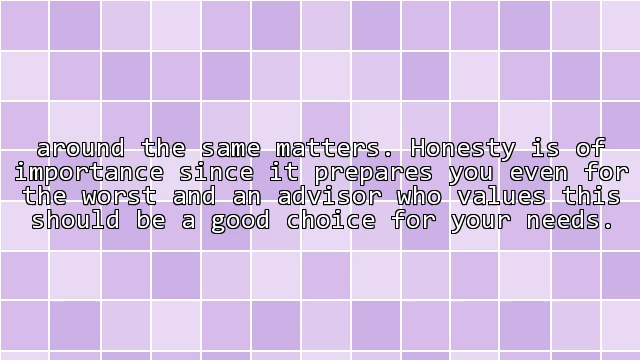 around the same matters. Honesty is of
importance since it prepares you even for
the worst and an advisor who values this
should be a good choice for your needs.